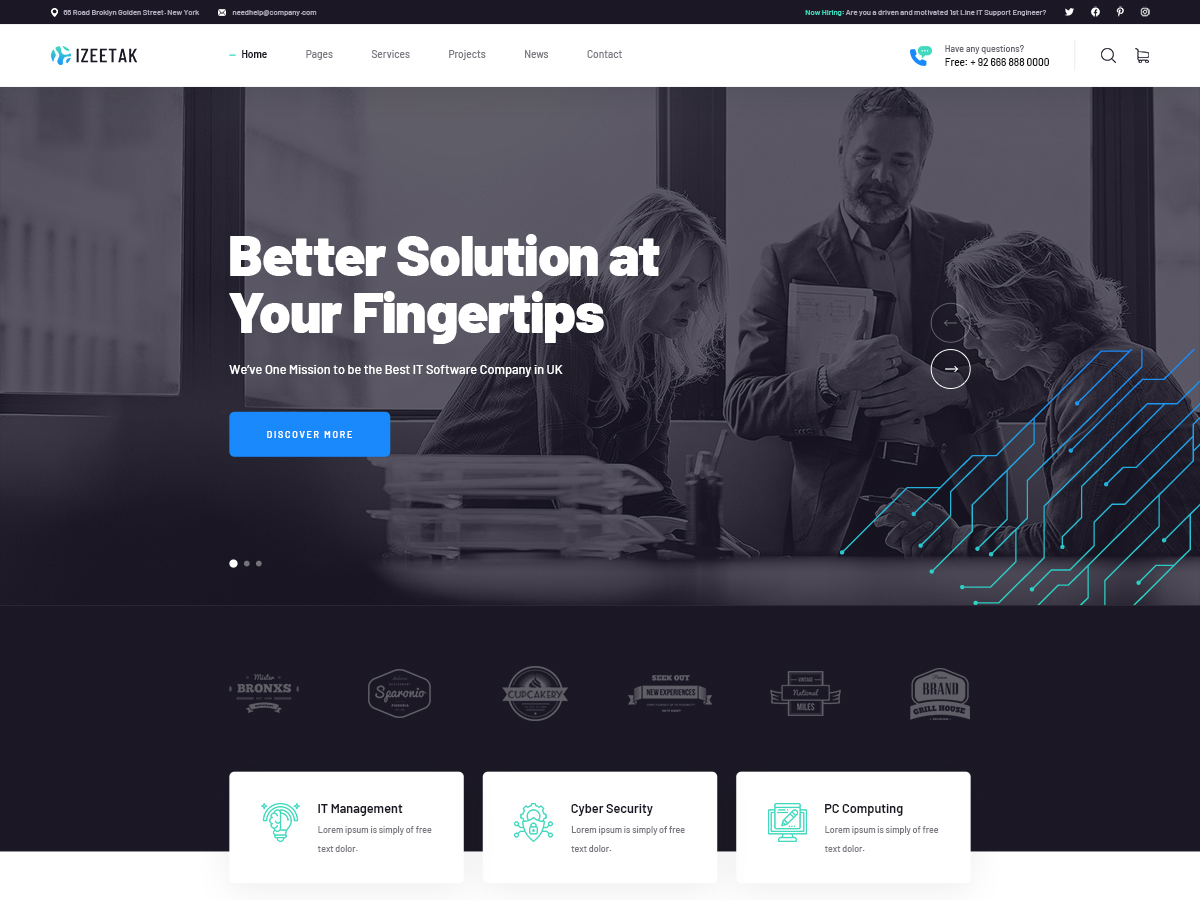 66 Road Broklyn Golden Street. New York
needhelp@company.com
Now Hiring: Are you a driven and motivated 1st Line IT Support Engineer?
IZEETAK
Home
Pages
Services
Projects
News
Contact
Have any questions?
Free: + 92 666 888 0000
Better Solution at
Your Fingertips
We've One Mission to be the Best IT Software Company in UK
DISCOVER MORE
Mister
BRONXS
Sparonio
CUPCAKERY
SEEK OUT
NEW EXPERIENCES
VINTAGE
National
MILES
BRAND
GRILL HOUSE
IT Management
Lorem ipsum is simply of free
text dolor.
Cyber Security
Lorem ipsum is simply of free
text dolor.
PC Computing
Lorem ipsum is simply of free
text dolor.